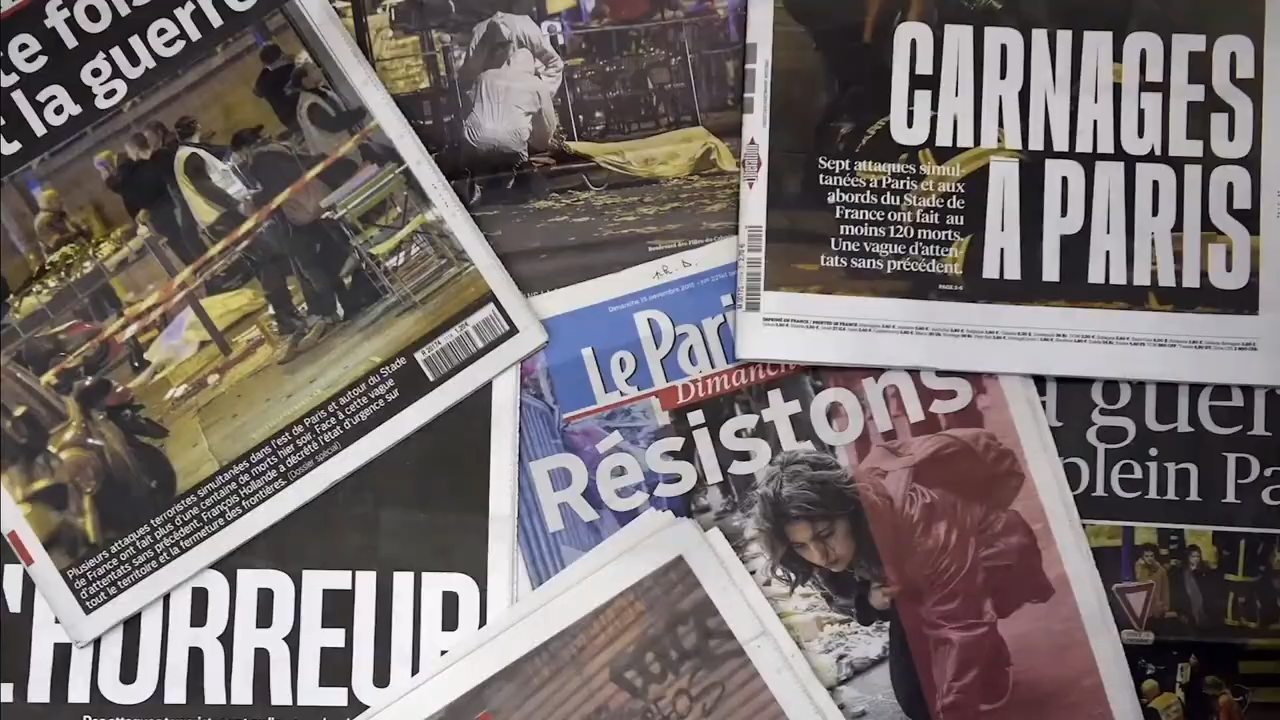 te fois
t la guerre
Plusieurs attaques terroristes simultanées dans l'est de Paris et autour du Stade
de France ont fait plus d'une centaine de morts hier soir. Face à cette vague
d'attentats sans précédent, François Hollande a décrété l'état d'urgence sur
tout le territoire et la fermeture des frontières. (Dossier spécial)
L'HORREUR
CARNAGES
À PARIS
Sept attaques simul-
tanées à Paris et aux
abords du Stade de
France ont fait au
moins 120 morts.
Une vague d'atten-
tats sans précédent.
Libération
Le Pari
Dimanch
Résistons
a guer
plein Pa